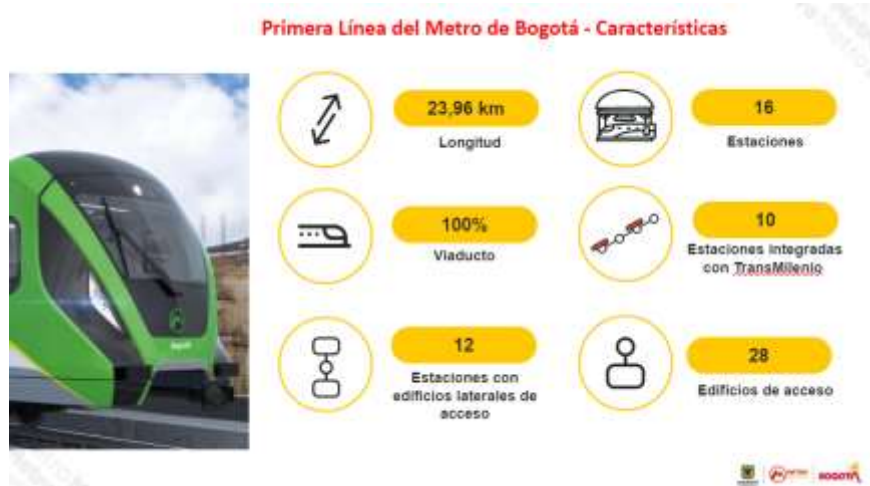 Primera Línea del Metro de Bogotá - Características
23,96 km
Longitud
16
Estaciones
100%
Viaducto
10
Estaciones integradas
con TransMilenio
12
Estaciones con
edificios laterales de
acceso
28
Edificios de acceso
BOGOTÁ